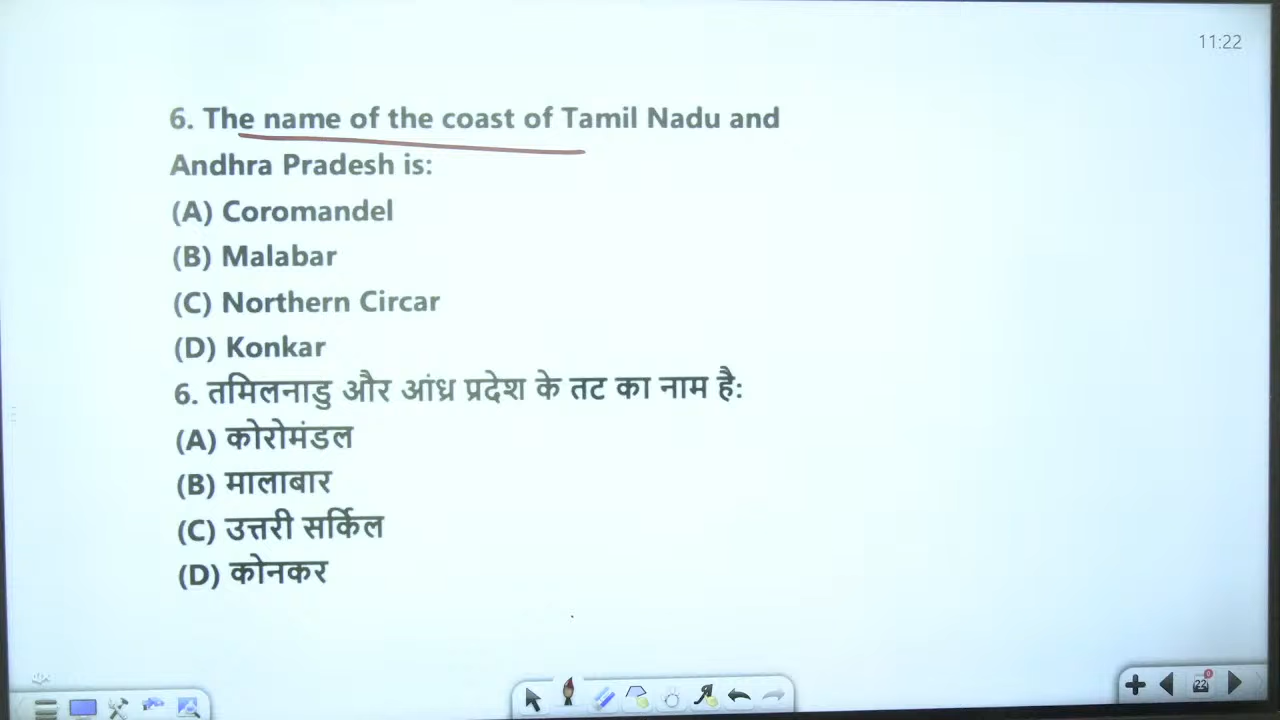 11:22
6. The name of the coast of Tamil Nadu and
Andhra Pradesh is:
(A) Coromandel
(B) Malabar
(C) Northern Circar
(D) Konkar
6. तमिलनाडु और आंध्र प्रदेश के तट का नाम है:
(A) कोरोमंडल
(B) मालाबार
(C) उत्तरी सर्किल
(D) कोनकर
22